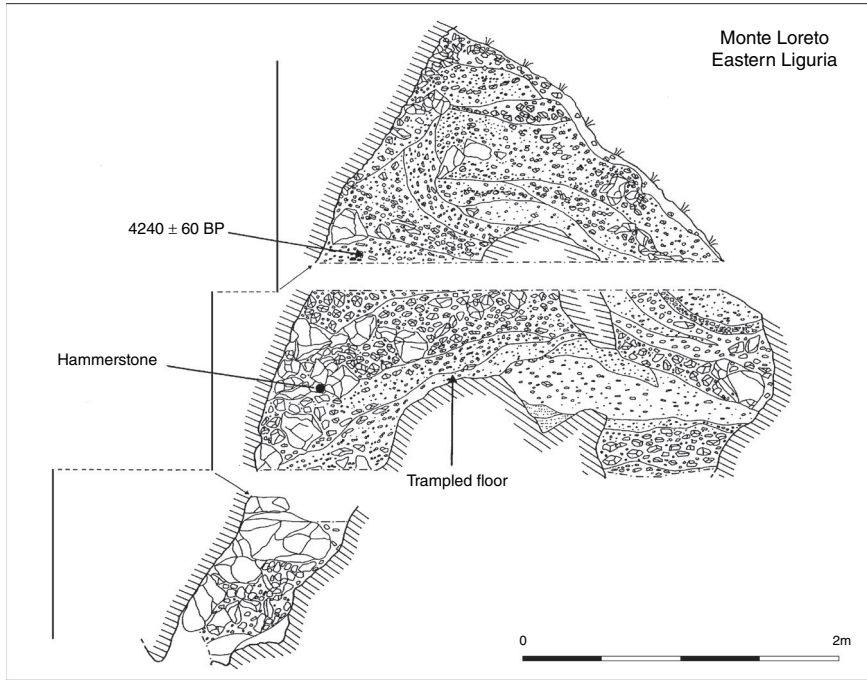 Monte Loreto
Eastern Liguria
4240 ± 60 BP
Hammerstone
Trampled floor
0
2m